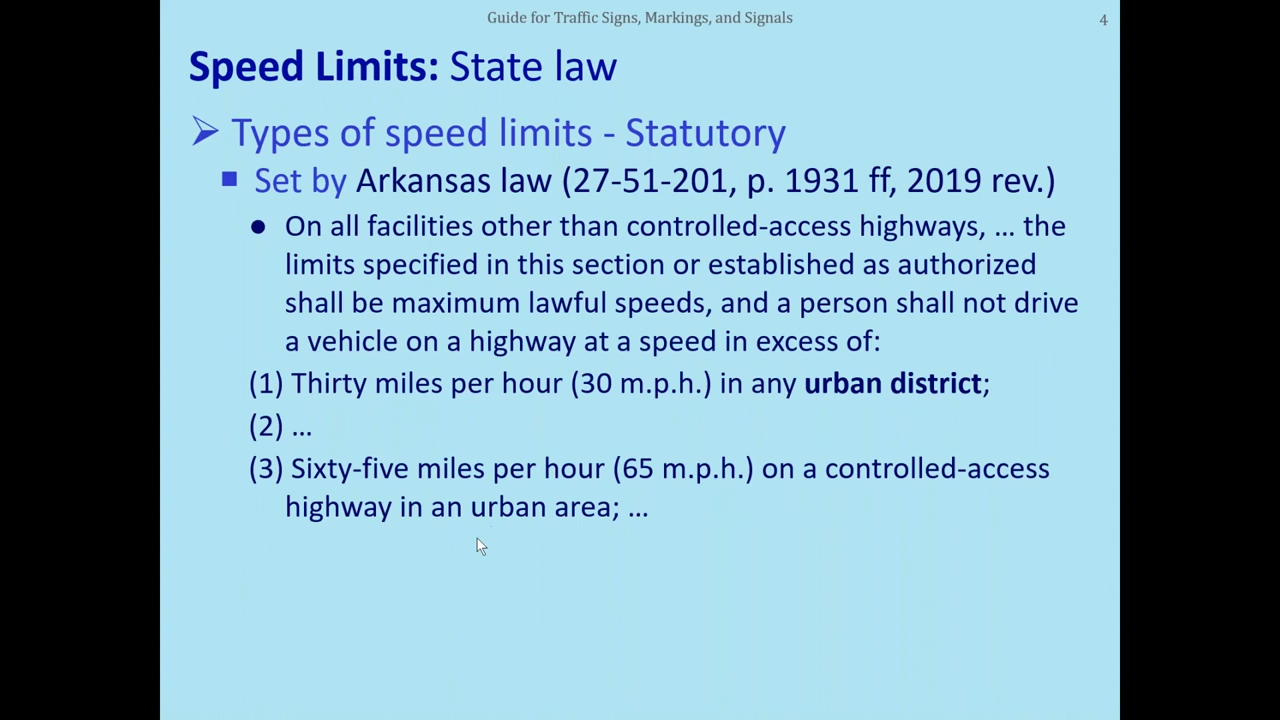 Guide for Traffic Signs, Markings, and Signals
4
Speed Limits: State law
Types of speed limits - Statutory
Set by Arkansas law (27-51-201, p. 1931 ff, 2019 rev.)
On all facilities other than controlled-access highways, ... the
limits specified in this section or established as authorized
shall be maximum lawful speeds, and a person shall not drive
a vehicle on a highway at a speed in excess of:
(1) Thirty miles per hour (30 m.p.h.) in any urban district;
(2) ...
(3) Sixty-five miles per hour (65 m.p.h.) on a controlled-access
highway in an urban area; ...